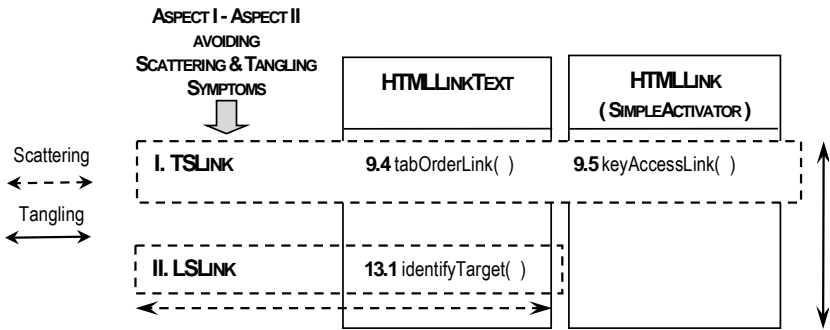 ASPECT I - ASPECT II
AVOIDING
SCATTERING & TANGLING
SYMPTOMS
HTMLLINKTEXT
HTMLLINK
( SIMPLEACTIVATOR )
Scattering
Tangling
I. TSLINK
9.4 tabOrderLink( )
9.5 keyAccessLink( )
II. LSLINK
13.1 identifyTarget( )